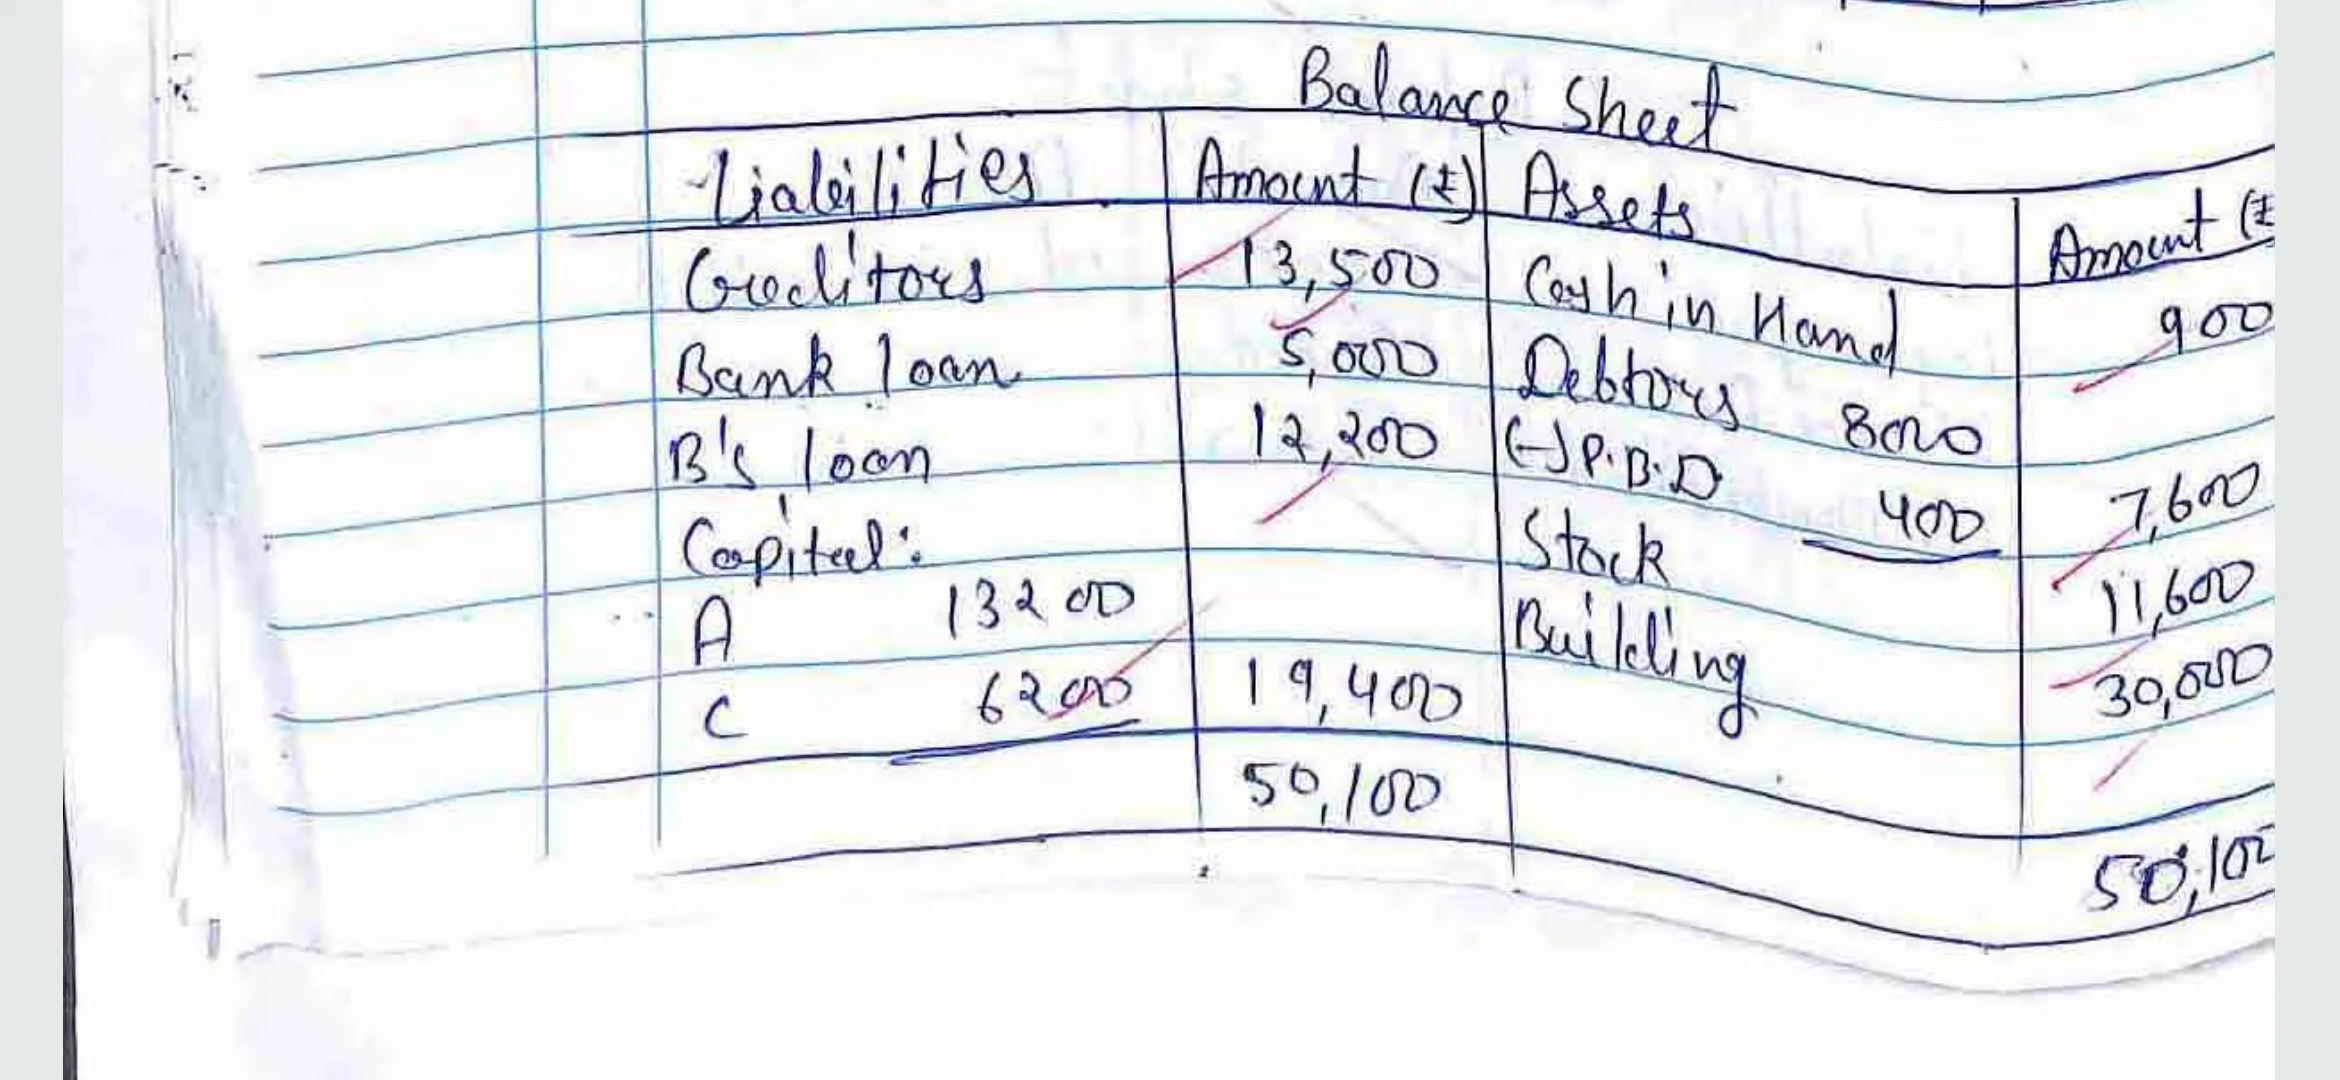 Balance Sheet
Liabilities Amount (₹) Assets Amount (₹
Creditors 13,500 Cash in Hand 900
Bank loan 5,000 Debtors 8000
B's loan 12,200 (-) P.B.D 400 7,600
Capital: Stock 11,600
A 13200 Building 30,000
C 6200 19,400
50,100 50,100